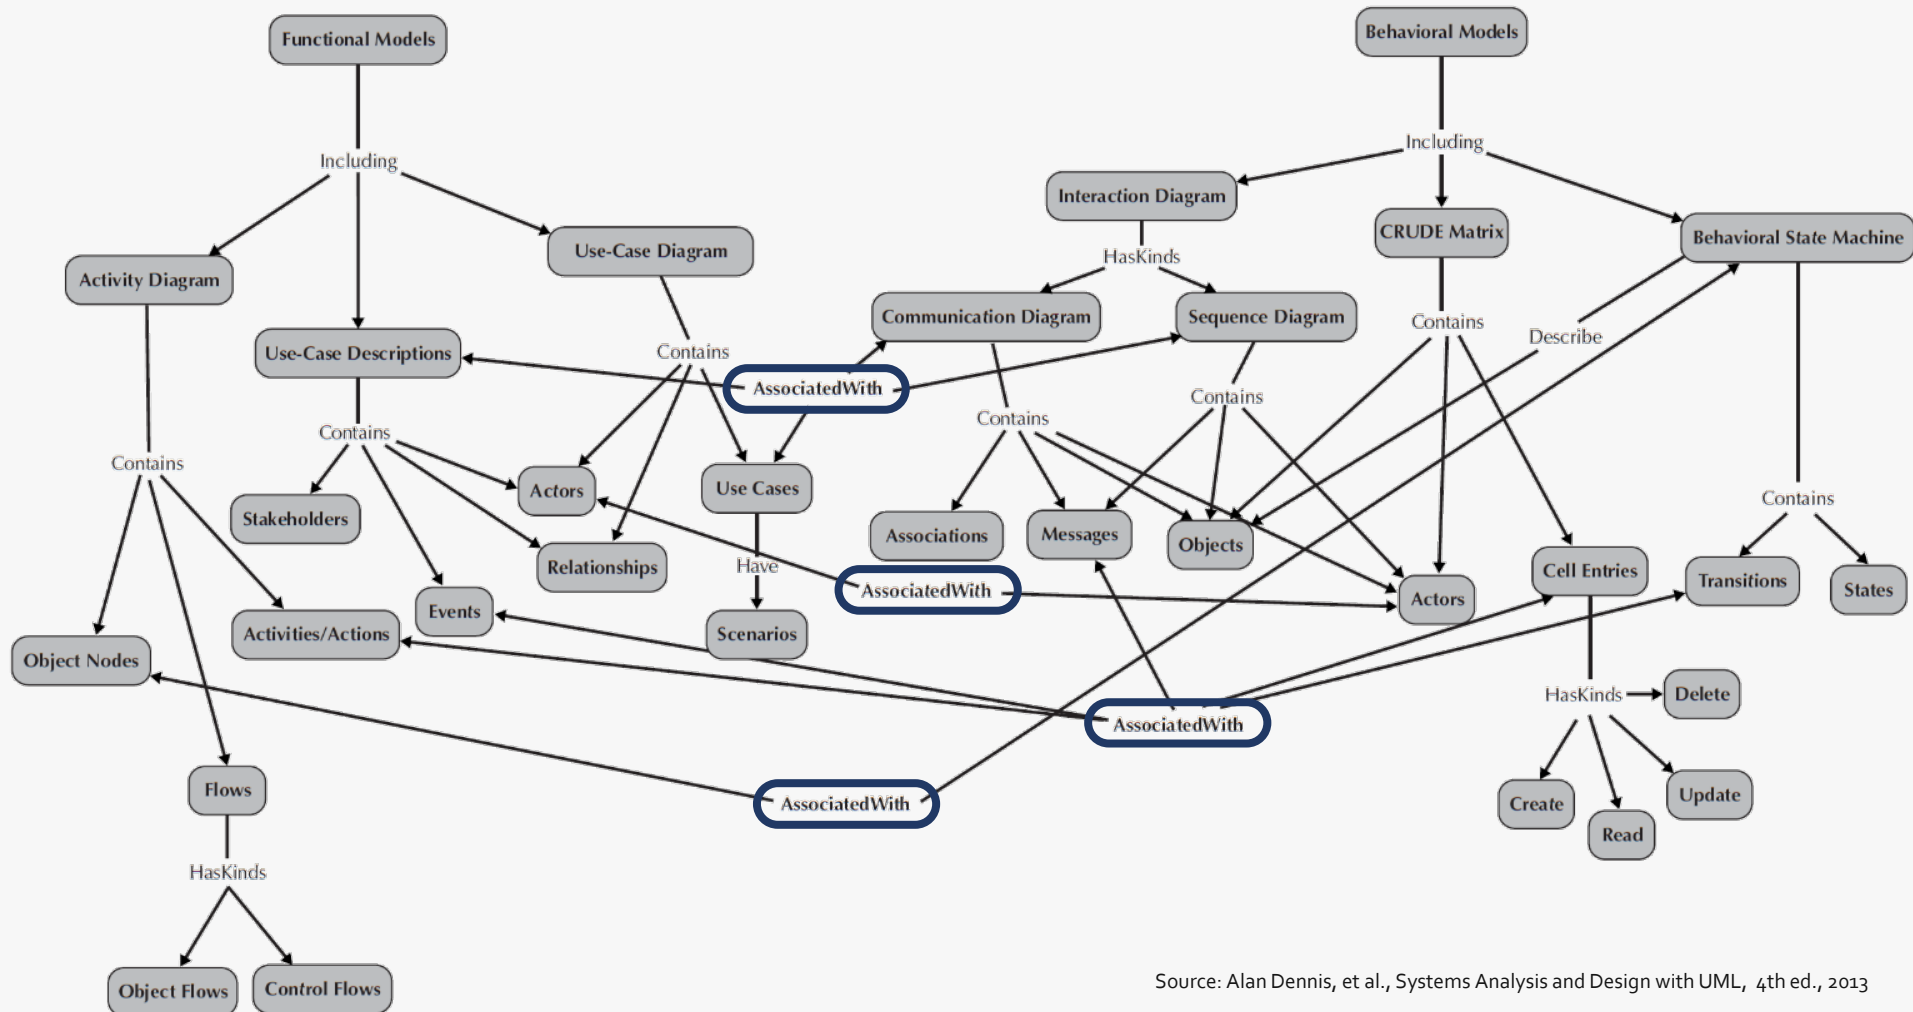 Functional Models
Behavioral Models
Including
Including
Interaction Diagram
CRUDE Matrix
Behavioral State Machine
Use-Case Diagram
HasKinds
Activity Diagram
Communication Diagram
Sequence Diagram
Contains
Describe
Use-Case Descriptions
Contains
AssociatedWith
Contains
Contains
Contains
Contains
Actors
Use Cases
Contains
Stakeholders
Associations
Messages
Objects
Relationships
Have
AssociatedWith
Cell Entries
Transitions
States
Actors
Events
Activities/Actions
Scenarios
Object Nodes
HasKinds
Delete
AssociatedWith
Flows
AssociatedWith
Create
Update
Read
HasKinds
Object Flows
Control Flows
Source: Alan Dennis, et al., Systems Analysis and Design with UML, 4th ed., 2013